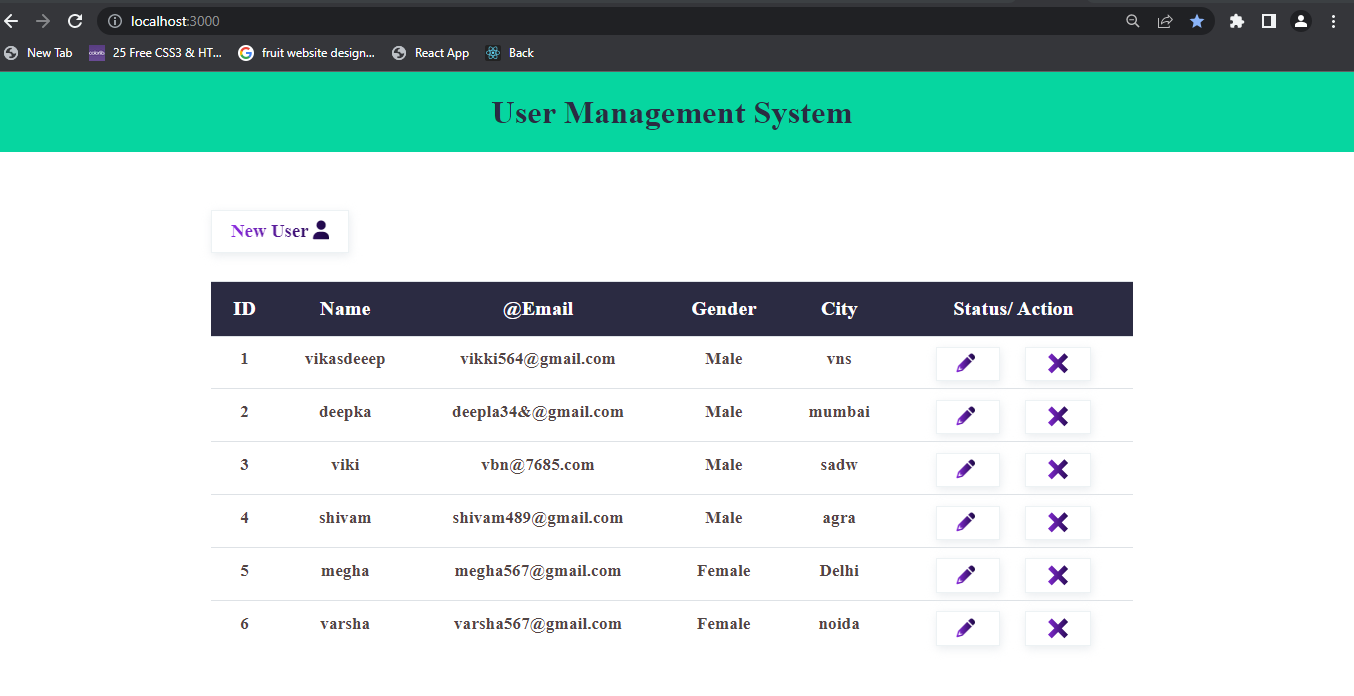 localhost:3000
New Tab 25 Free CSS3 & HT... fruit website design... React App Back
User Management System
New User
ID Name @Email Gender City Status/ Action
1 vikasdeeep vikki564@gmail.com Male vns
2 deepka deepla34&@gmail.com Male mumbai
3 viki vbn@7685.com Male sadw
4 shivam shivam489@gmail.com Male agra
5 megha megha567@gmail.com Female Delhi
6 varsha varsha567@gmail.com Female noida